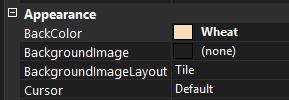 Appearance
BackColor Wheat
BackgroundImage (none)
BackgroundImageLayout Tile
Cursor Default